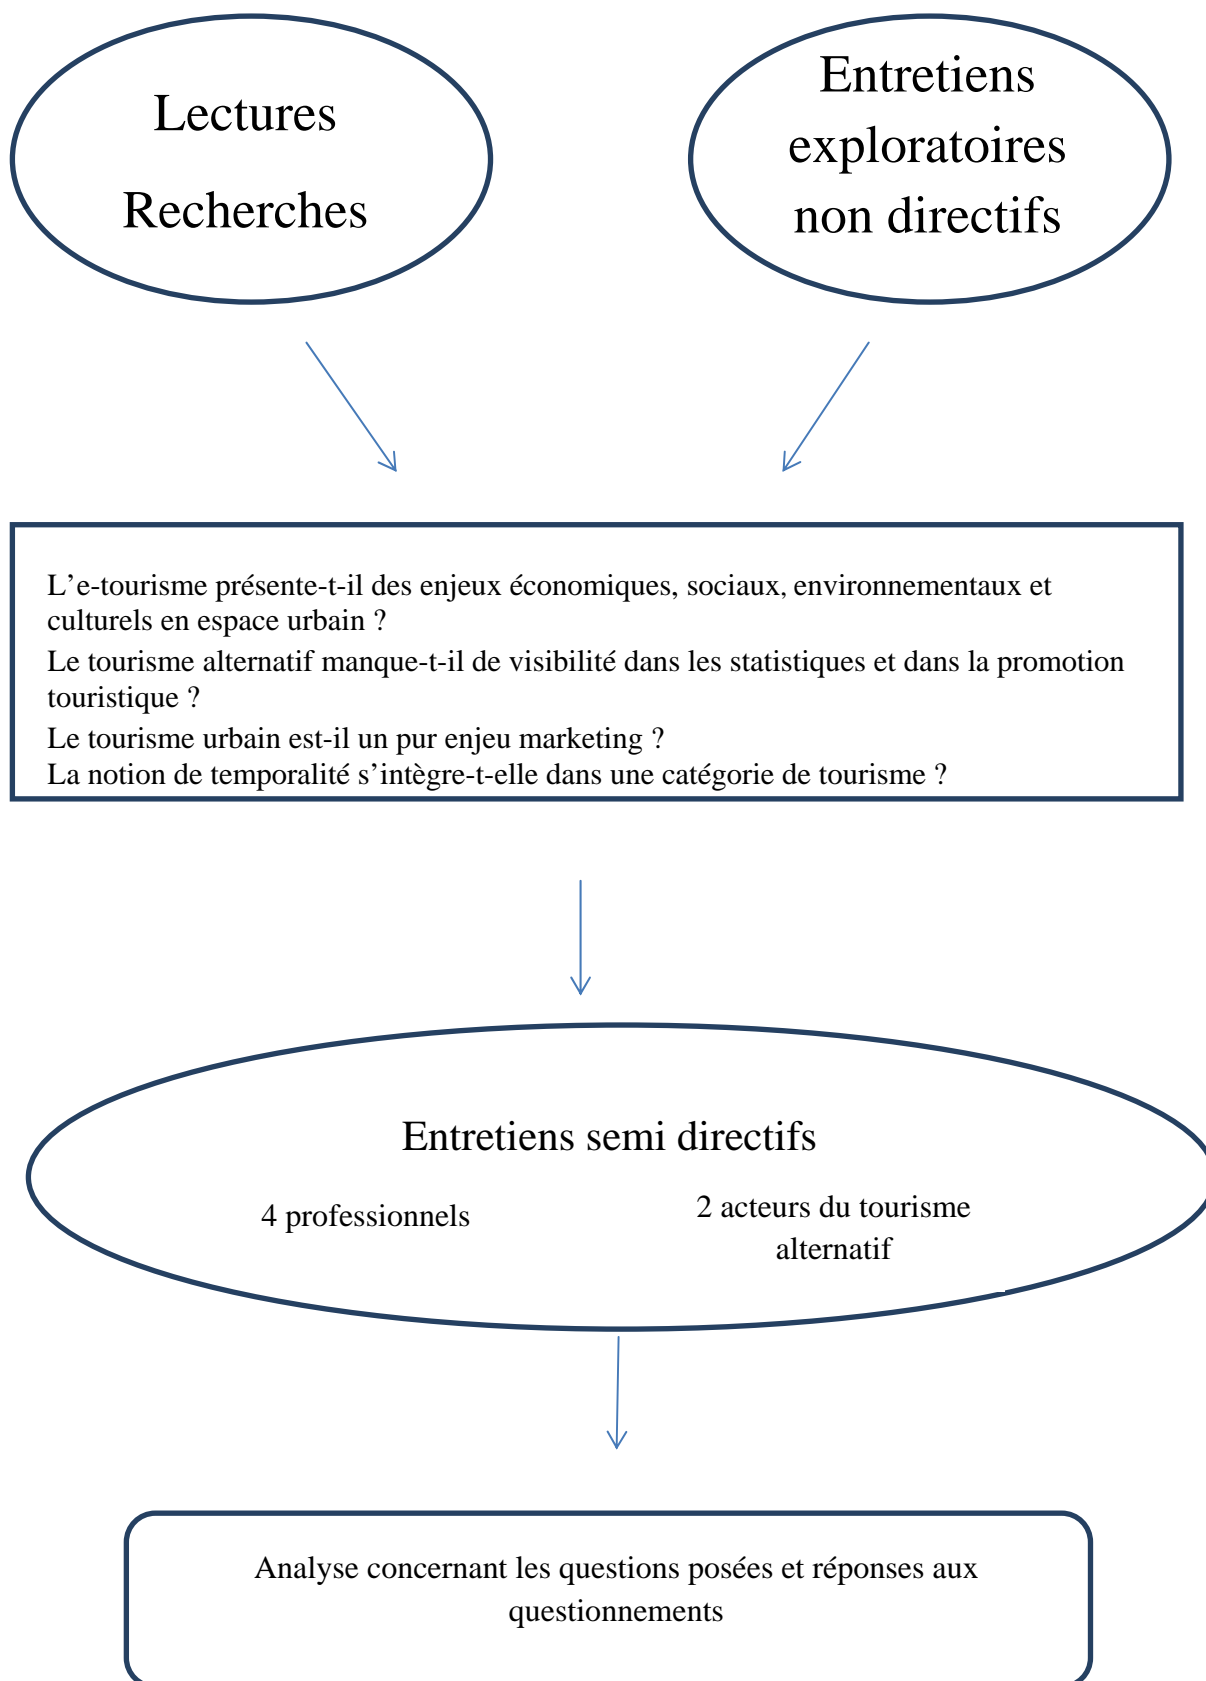 Lectures
Recherches
Entretiens
exploratoires
non directifs
L’e-tourisme présente-t-il des enjeux économiques, sociaux, environnementaux et
culturels en espace urbain ?
Le tourisme alternatif manque-t-il de visibilité dans les statistiques et dans la promotion
touristique ?
Le tourisme urbain est-il un pur enjeu marketing ?
La notion de temporalité s’intègre-t-elle dans une catégorie de tourisme ?
Entretiens semi directifs
4 professionnels
2 acteurs du tourisme
alternatif
Analyse concernant les questions posées et réponses aux
questionnements